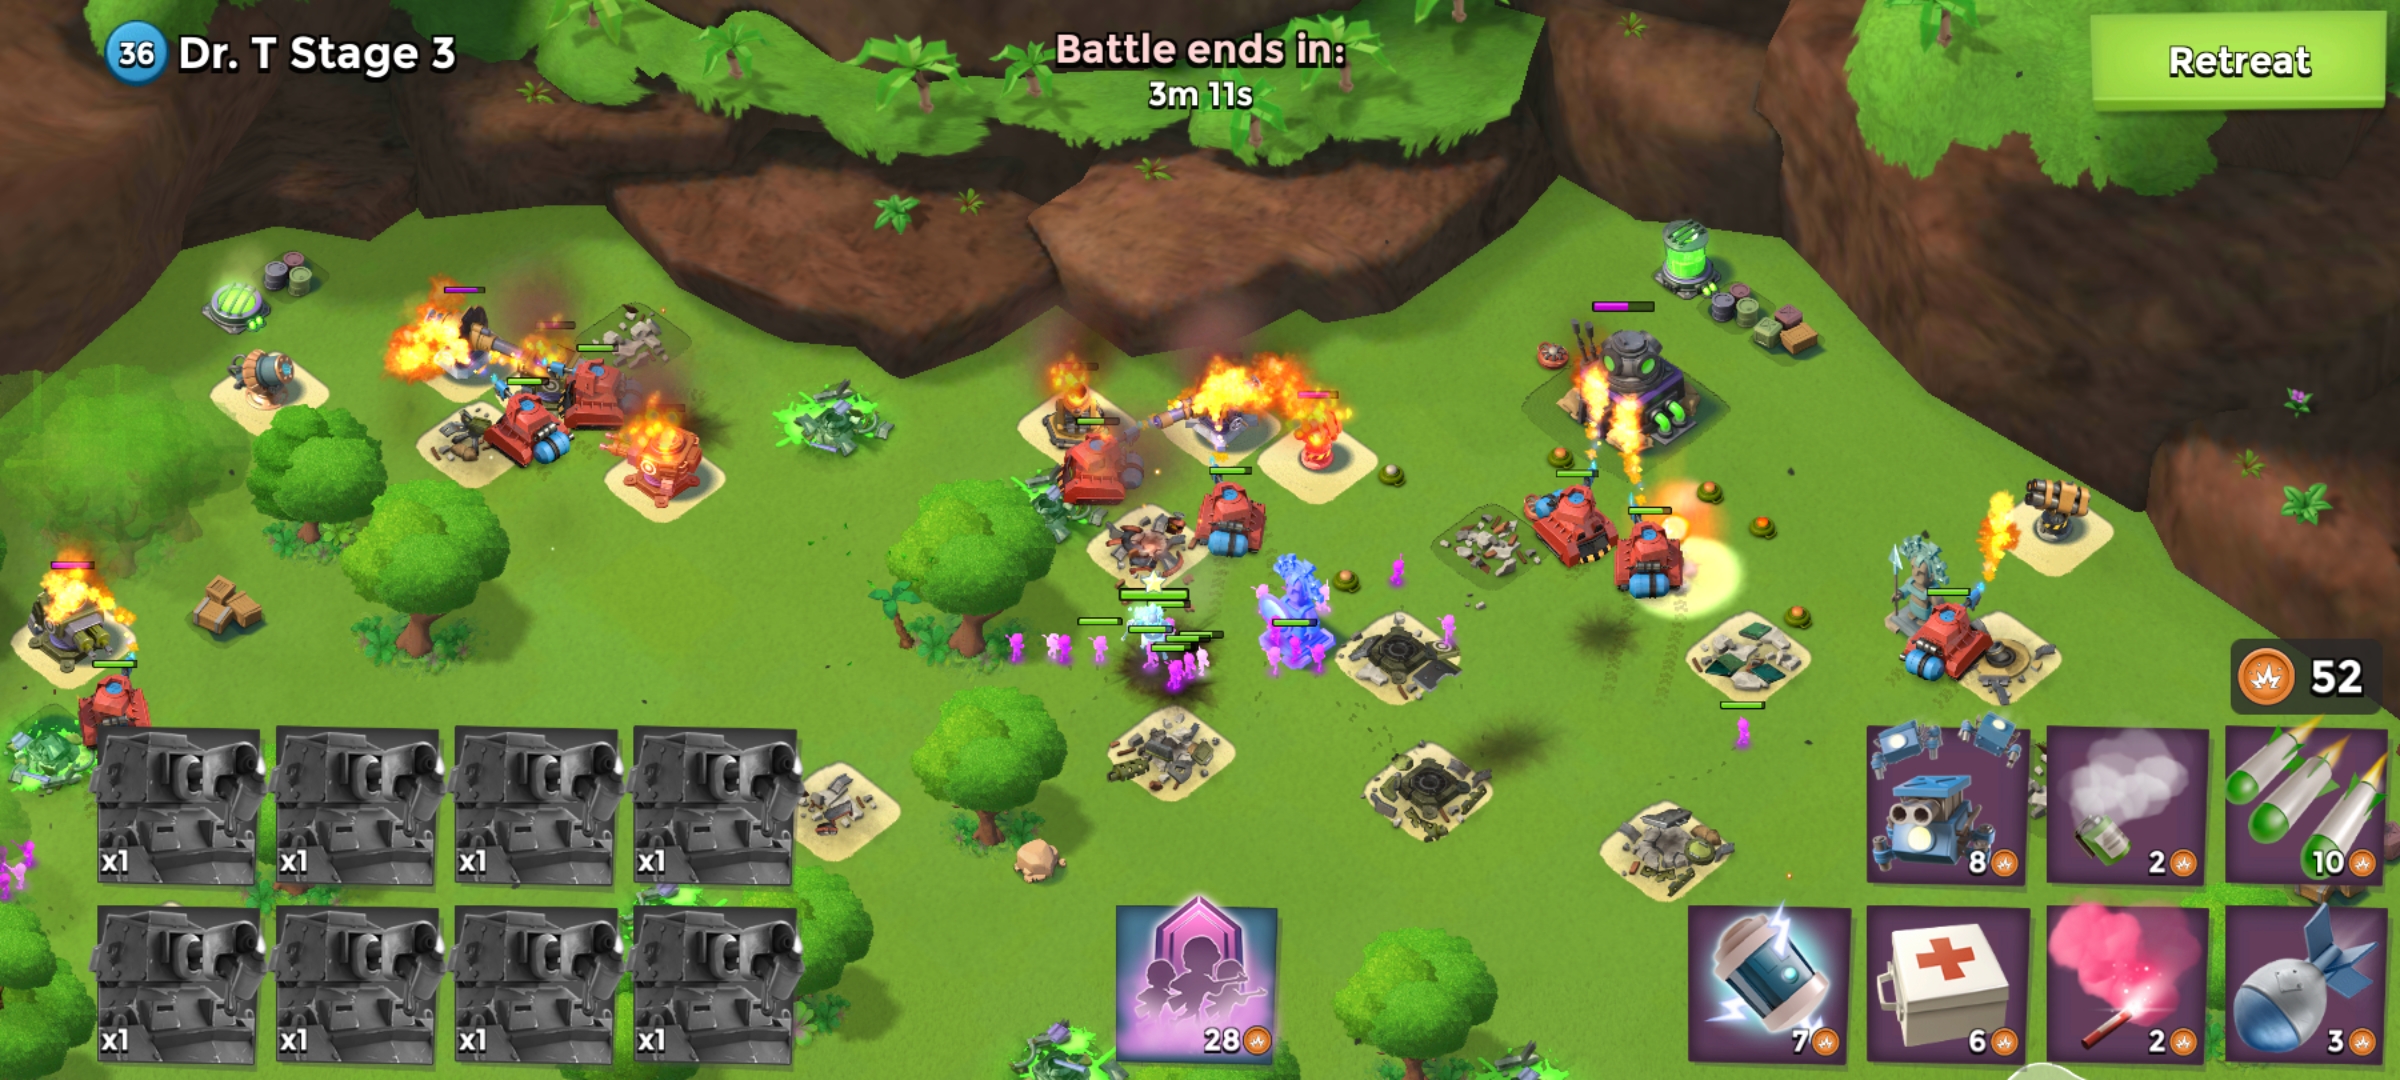 36 Dr. T Stage 3
Battle ends in:
3m 11s
Retreat
52
x1 x1 x1 x1
8 2 10
x1 x1 x1 x1
28
7 6 2 3